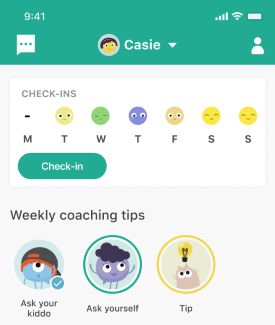 9:41
Casie
CHECK-INS
-
M T W T F S S
Check-in
Weekly coaching tips
Ask your
kiddo
Ask yourself
Tip